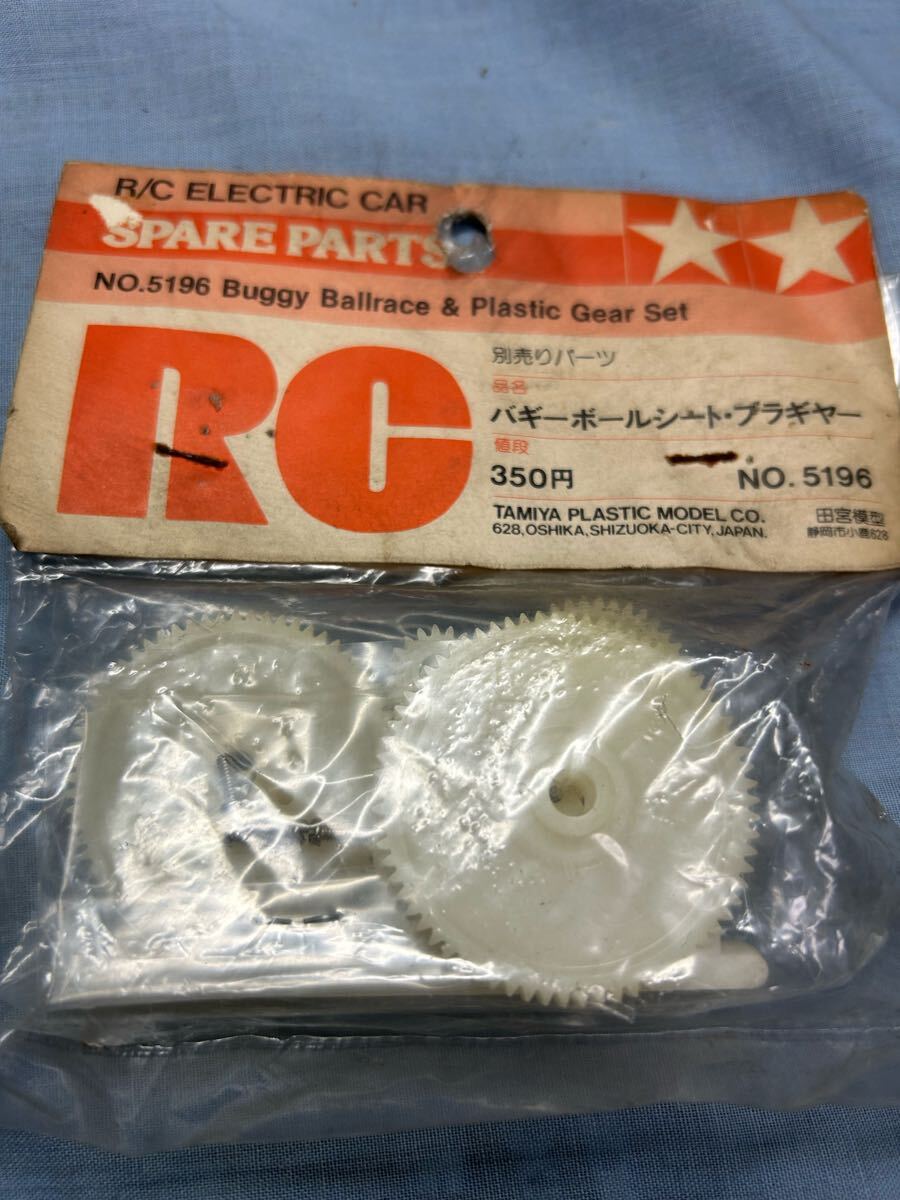 R/C ELECTRIC CAR
SPARE PARTS
NO.5196 Buggy Ballrace & Plastic Gear Set
RC
別売りパーツ
品名
バギーボールシート・プラギヤー
値段
350円 NO. 5196
TAMIYA PLASTIC MODEL CO. 田宮模型
628, OSHIKA, SHIZUOKA-CITY, JAPAN. 静岡市小鹿628